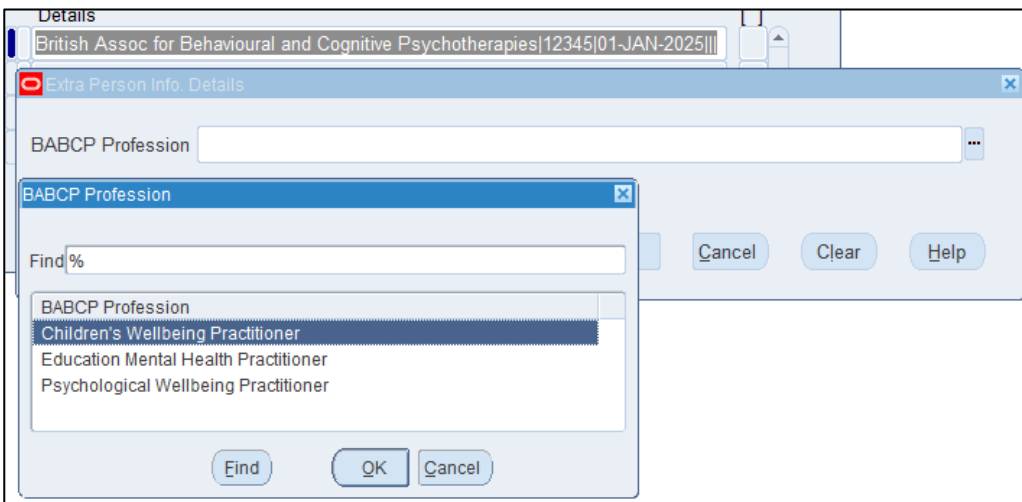 Details
[ ]
British Assoc for Behavioural and Cognitive Psychotherapies|12345|01-JAN-2025|||
Extra Person Info. Details
BABCP Profession
...
BABCP Profession
Find %
Cancel
Clear
Help
BABCP Profession
Children's Wellbeing Practitioner
Education Mental Health Practitioner
Psychological Wellbeing Practitioner
Find
OK
Cancel